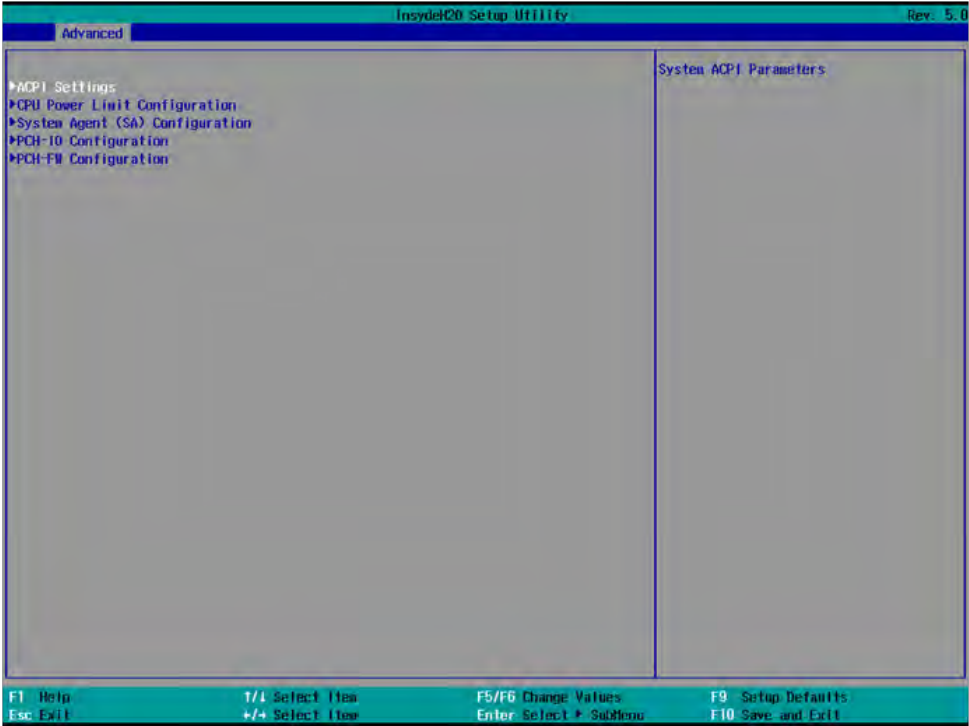 InsydeH20 Setup Utility Rev. 5.0
Advanced
▶ACPI Settings
▶CPU Power Limit Configuration
▶System Agent (SA) Configuration
▶PCH-IO Configuration
▶PCH-FW Configuration
System ACPI Parameters
F1 Help ↑/↓ Select Item F5/F6 Change Values F9 Setup Defaults
Esc Exit ←/→ Select Item Enter Select ▶ SubMenu F10 Save and Exit